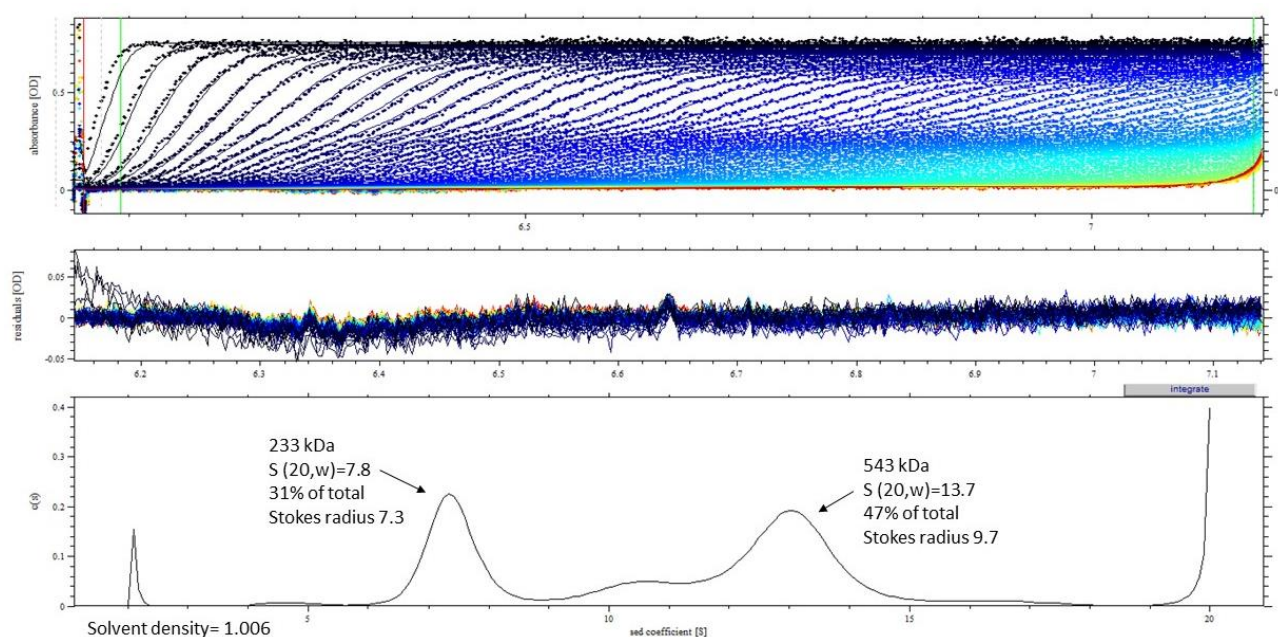 absorbance [OD]
0.5
0
0
0
6.5
7
residuals [OD]
0.05
0
-0.05
0
6.2
6.3
6.4
6.5
6.6
6.7
6.8
6.9
7
7.1
integrate
c(s)
0.4
0.3
0.2
0.1
0
233 kDa
S (20,w)=7.8
31% of total
Stokes radius 7.3
543 kDa
S (20,w)=13.7
47% of total
Stokes radius 9.7
5
10
15
20
Solvent density= 1.006
sed coefficient [S]